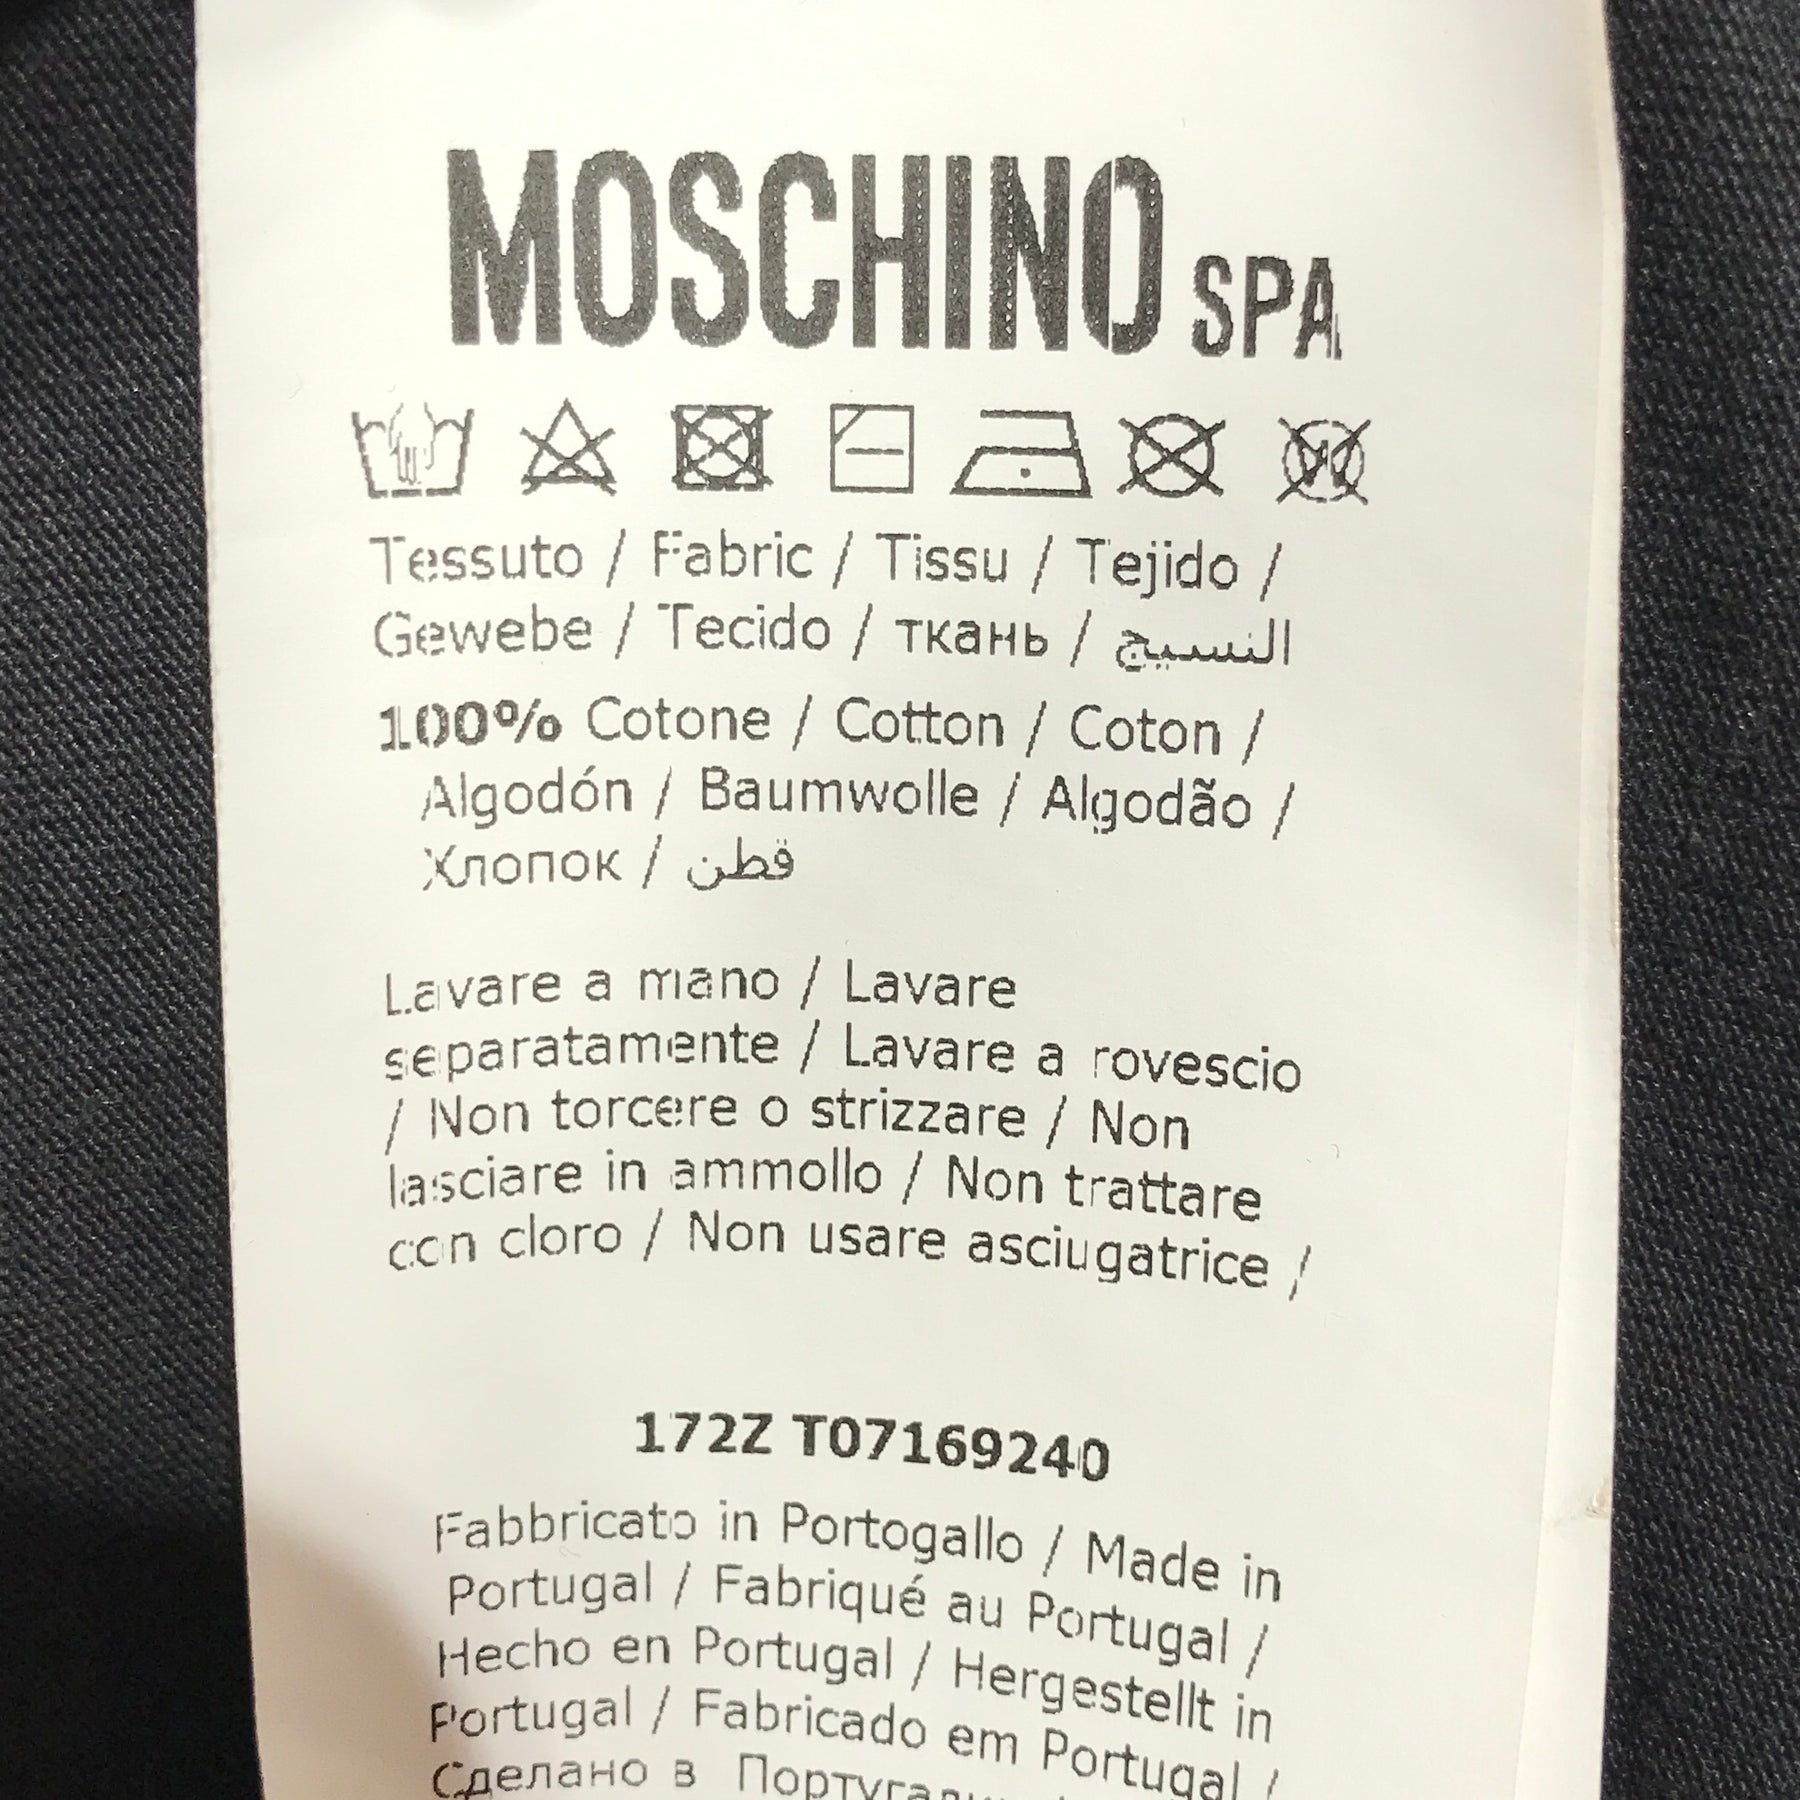 MOSCHINO SPA
Tessuto / Fabric / Tissu / Tejido /
Gewebe / Tecido / ткань / النسيج
100% Cotone / Cotton / Coton /
Algodón / Baumwolle / Algodão /
Хлопок / قطن
Lavare a mano / Lavare
separatamente / Lavare a rovescio
/ Non torcere o strizzare / Non
lasciare in ammollo / Non trattare
con cloro / Non usare asciugatrice /
172Z T07169240
Fabbricato in Portogallo / Made in
Portugal / Fabriqué au Portugal /
Hecho en Portugal / Hergestellt in
Portugal / Fabricado em Portugal /
Сделано в